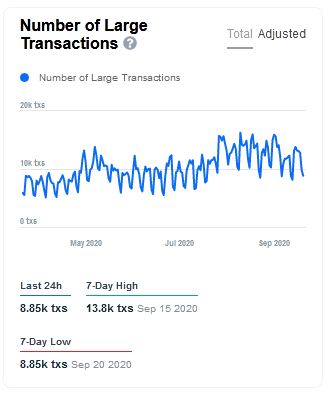 Number of Large
Transactions ?
Total Adjusted
Number of Large Transactions
20k txs
10k txs
0 txs
May 2020 Jul 2020 Sep 2020
Last 24h 7-Day High
8.85k txs 13.8k txs Sep 15 2020
7-Day Low
8.85k txs Sep 20 2020